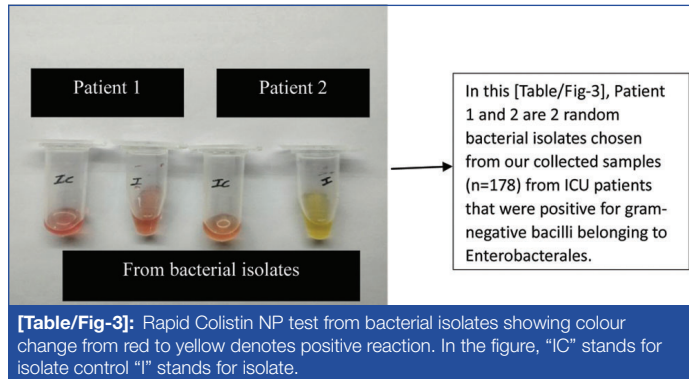 Patient 1
Patient 2
IC
I
IC
I
From bacterial isolates
In this [Table/Fig-3], Patient
1 and 2 are 2 random
bacterial isolates chosen
from our collected samples
(n=178) from ICU patients
that were positive for gram-
negative bacilli belonging to
Enterobacterales.
[Table/Fig-3]: Rapid Colistin NP test from bacterial isolates showing colour
change from red to yellow denotes positive reaction. In the figure, “IC” stands for
isolate control “I” stands for isolate.